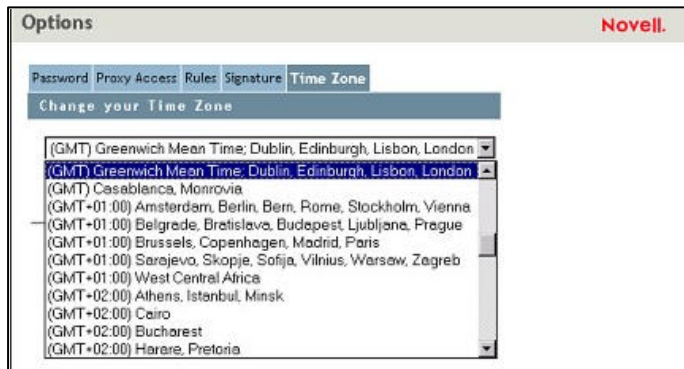 Options
Novell.
Password Proxy Access Rules Signature Time Zone
Change your Time Zone
(GMT) Greenwich Mean Time; Dublin, Edinburgh, Lisbon, London
(GMT) Greenwich Mean Time; Dublin, Edinburgh, Lisbon, London
(GMT) Casablanca, Monrovia
(GMT+01:00) Amsterdam, Berlin, Bern, Rome, Stockholm, Vienna
(GMT+01:00) Belgrade, Bratislava, Budapest, Ljubljana, Prague
(GMT+01:00) Brussels, Copenhagen, Madrid, Paris
(GMT+01:00) Sarajevo, Skopje, Sofija, Vilnius, Warsaw, Zagreb
(GMT+01:00) West Central Africa
(GMT+02:00) Athens, Istanbul, Minsk
(GMT+02:00) Cairo
(GMT+02:00) Bucharest
(GMT+02:00) Harare, Pretoria